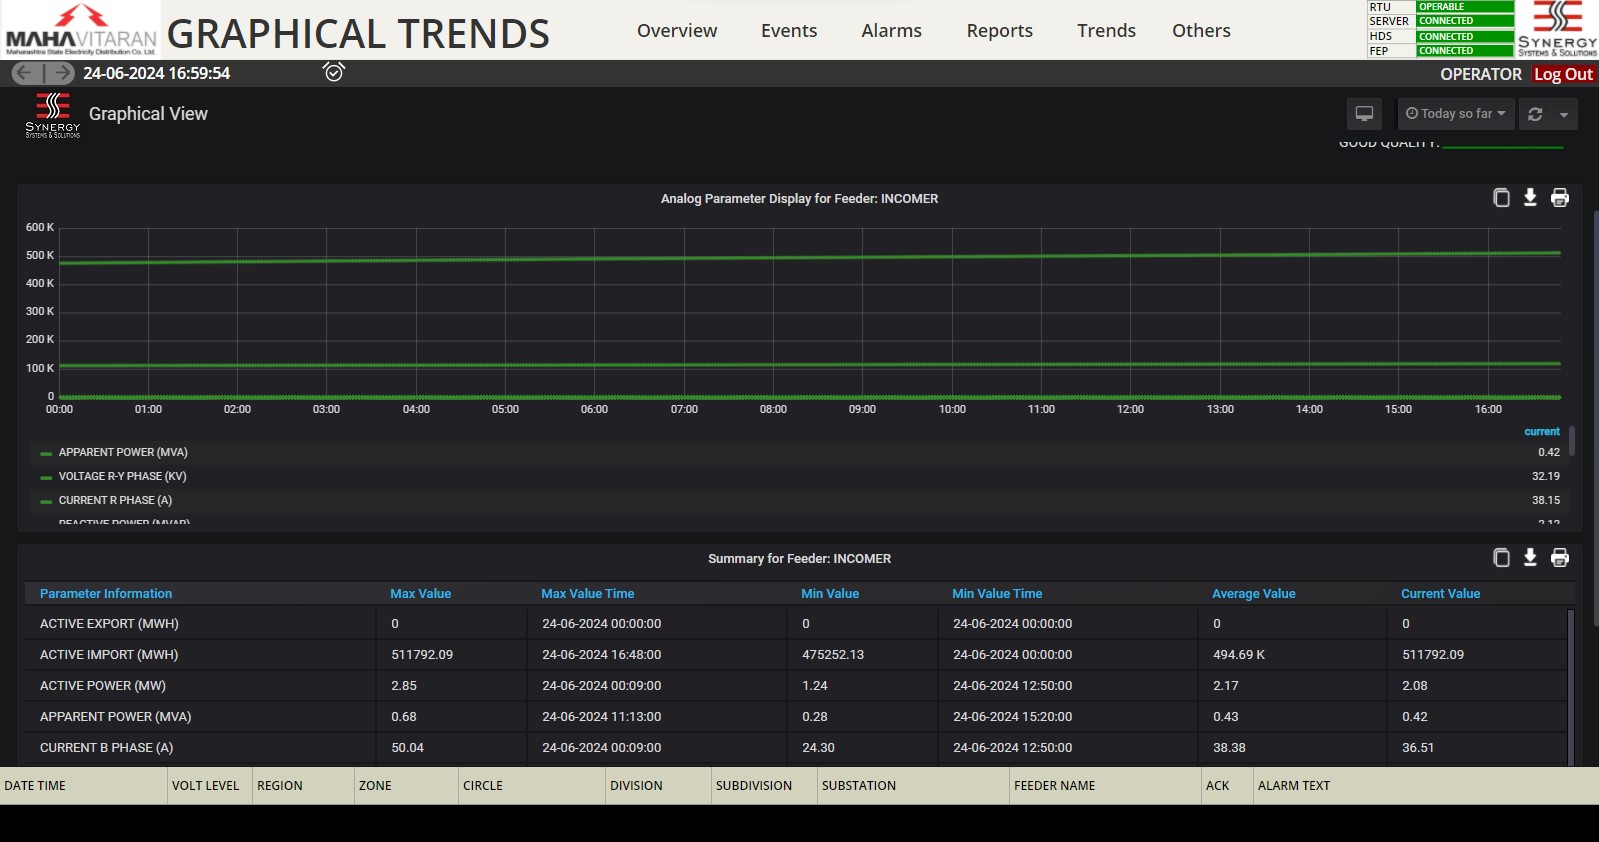 MAHAVITARAN
Maharashtra State Electricity Distribution Co. Ltd.
GRAPHICAL TRENDS
Overview Events Alarms Reports Trends Others
RTU OPERABLE
SERVER CONNECTED
HDS CONNECTED
FEP CONNECTED
SYNERGY
SYSTEMS & SOLUTIONS
24-06-2024 16:59:54
OPERATOR Log Out
SYNERGY
SYSTEMS & SOLUTIONS
Graphical View
Today so far
GOOD QUALITY:
Analog Parameter Display for Feeder: INCOMER
600 K
500 K
400 K
300 K
200 K
100 K
0
00:00 01:00 02:00 03:00 04:00 05:00 06:00 07:00 08:00 09:00 10:00 11:00 12:00 13:00 14:00 15:00 16:00
current
APPARENT POWER (MVA) 0.42
VOLTAGE R-Y PHASE (KV) 32.19
CURRENT R PHASE (A) 38.15
REACTIVE POWER (MVAR) 2.12
Summary for Feeder: INCOMER
Parameter Information Max Value Max Value Time Min Value Min Value Time Average Value Current Value
ACTIVE EXPORT (MWH) 0 24-06-2024 00:00:00 0 24-06-2024 00:00:00 0 0
ACTIVE IMPORT (MWH) 511792.09 24-06-2024 16:48:00 475252.13 24-06-2024 00:00:00 494.69 K 511792.09
ACTIVE POWER (MW) 2.85 24-06-2024 00:09:00 1.24 24-06-2024 12:50:00 2.17 2.08
APPARENT POWER (MVA) 0.68 24-06-2024 11:13:00 0.28 24-06-2024 15:20:00 0.43 0.42
CURRENT B PHASE (A) 50.04 24-06-2024 00:09:00 24.30 24-06-2024 12:50:00 38.38 36.51
DATE TIME VOLT LEVEL REGION ZONE CIRCLE DIVISION SUBDIVISION SUBSTATION FEEDER NAME ACK ALARM TEXT